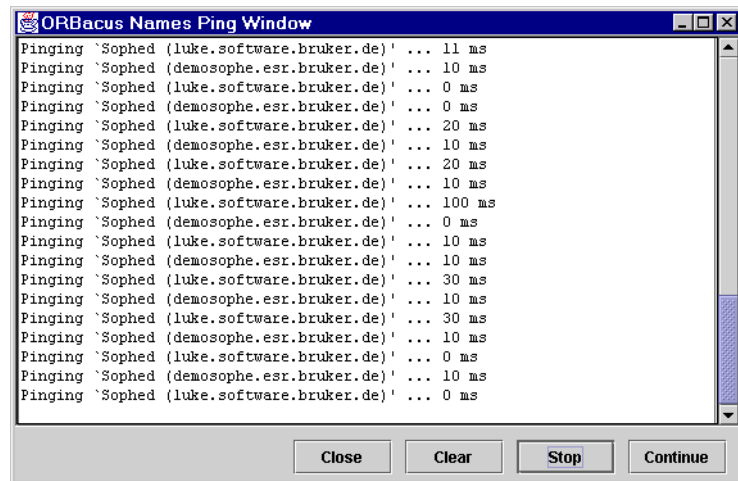 ORBacus Names Ping Window
Pinging `Sophed (luke.software.bruker.de)' ... 11 ms
Pinging `Sophed (demosophe.esr.bruker.de)' ... 10 ms
Pinging `Sophed (luke.software.bruker.de)' ... 0 ms
Pinging `Sophed (demosophe.esr.bruker.de)' ... 0 ms
Pinging `Sophed (luke.software.bruker.de)' ... 20 ms
Pinging `Sophed (demosophe.esr.bruker.de)' ... 10 ms
Pinging `Sophed (luke.software.bruker.de)' ... 20 ms
Pinging `Sophed (demosophe.esr.bruker.de)' ... 10 ms
Pinging `Sophed (luke.software.bruker.de)' ... 100 ms
Pinging `Sophed (demosophe.esr.bruker.de)' ... 0 ms
Pinging `Sophed (luke.software.bruker.de)' ... 10 ms
Pinging `Sophed (demosophe.esr.bruker.de)' ... 10 ms
Pinging `Sophed (luke.software.bruker.de)' ... 30 ms
Pinging `Sophed (demosophe.esr.bruker.de)' ... 10 ms
Pinging `Sophed (luke.software.bruker.de)' ... 30 ms
Pinging `Sophed (demosophe.esr.bruker.de)' ... 10 ms
Pinging `Sophed (luke.software.bruker.de)' ... 0 ms
Pinging `Sophed (demosophe.esr.bruker.de)' ... 10 ms
Pinging `Sophed (luke.software.bruker.de)' ... 0 ms
Close Clear Stop Continue